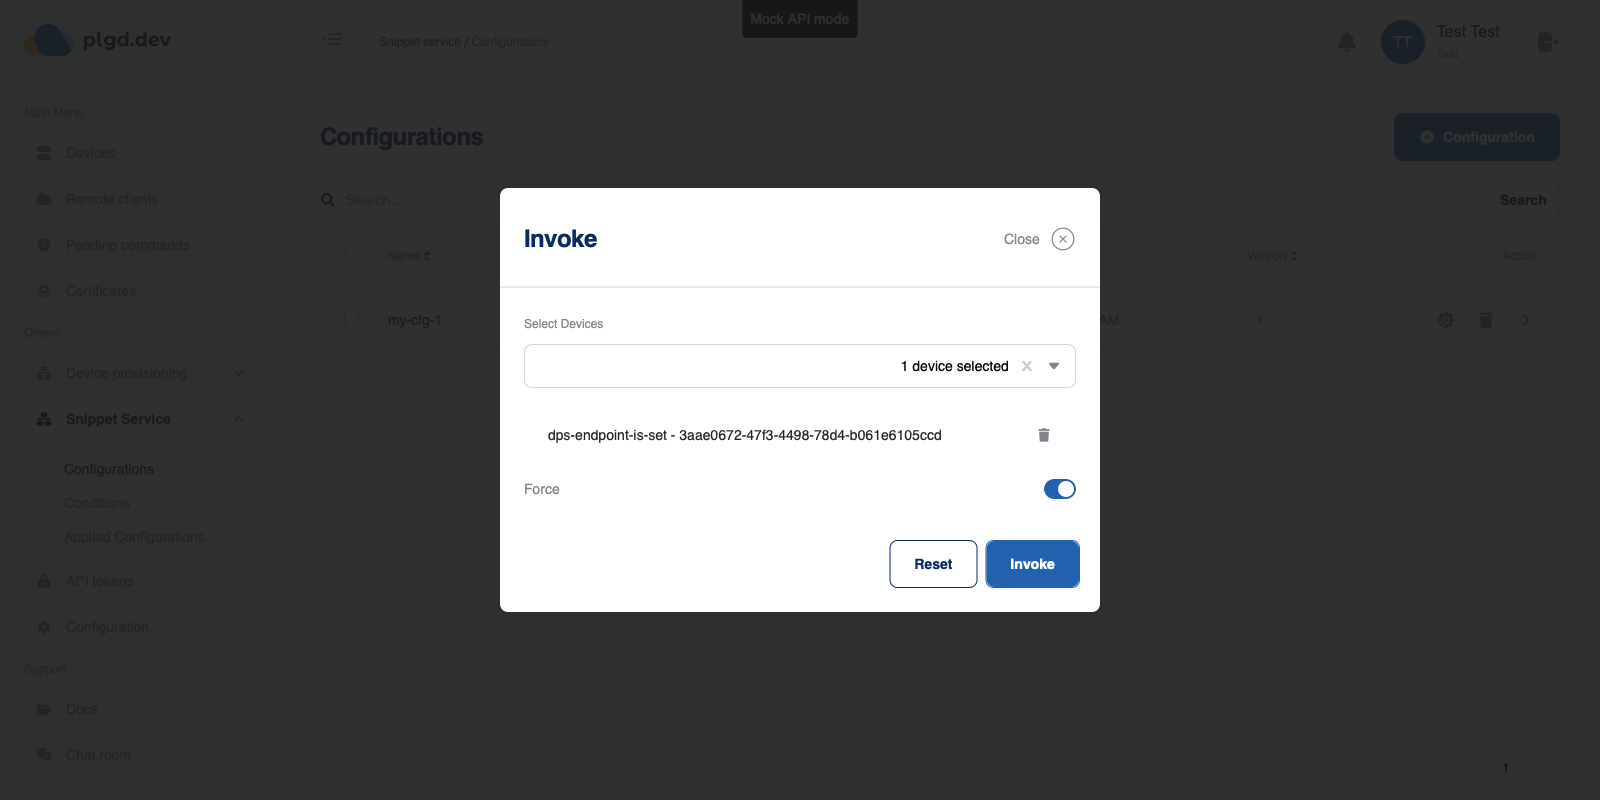 Mock API mode
plgd.dev
Snippet service / Configurations
TT
Test Test
Test
Main Menu
Devices
Remote clients
Pending commands
Certificates
Others
Device provisioning
Snippet Service
Configurations
Conditions
Applied Configurations
API tokens
Configuration
Support
Docs
Chat room
Configurations
Configuration
Search...
Search
Name
Version
Action
my-cfg-1
AM
1
Invoke
Close
Select Devices
1 device selected
dps-endpoint-is-set - 3aae0672-47f3-4498-78d4-b061e6105ccd
Force
Reset
Invoke
1